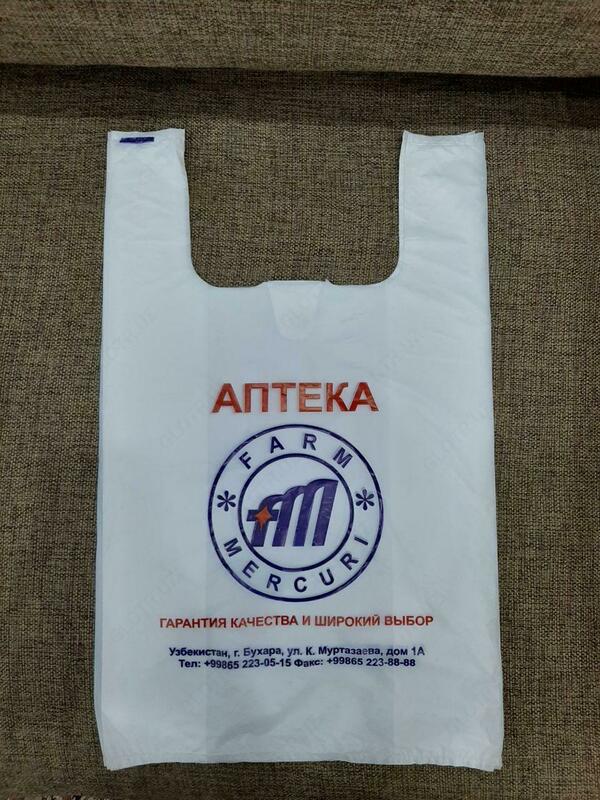 АПТЕКА
FARM
MERCURI
ГАРАНТИЯ КАЧЕСТВА И ШИРОКИЙ ВЫБОР
Узбекистан, г. Бухара, ул. К. Муртазаева, дом 1А
Тел: +99865 223-05-15 Факс: +99865 223-88-88